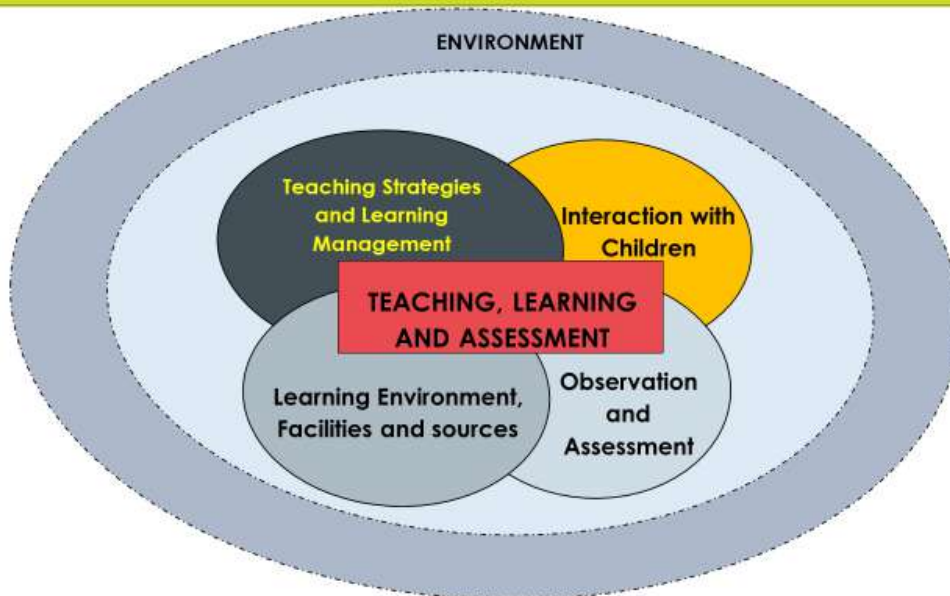 ENVIRONMENT
Teaching Strategies
and Learning
Management
Interaction with
Children
TEACHING, LEARNING
AND ASSESSMENT
Learning Environment,
Facilities and sources
Observation
and
Assessment